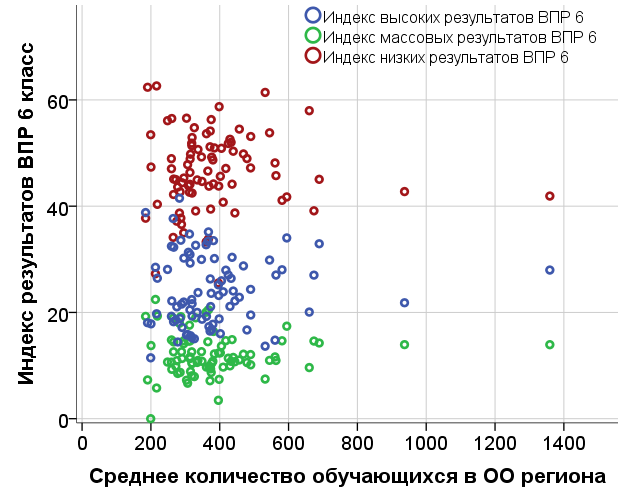 Индекс высоких результатов ВПР 6
Индекс массовых результатов ВПР 6
Индекс низких результатов ВПР 6
Индекс результатов ВПР 6 класс
60
40
20
0
0 200 400 600 800 1000 1200 1400
Среднее количество обучающихся в ОО региона